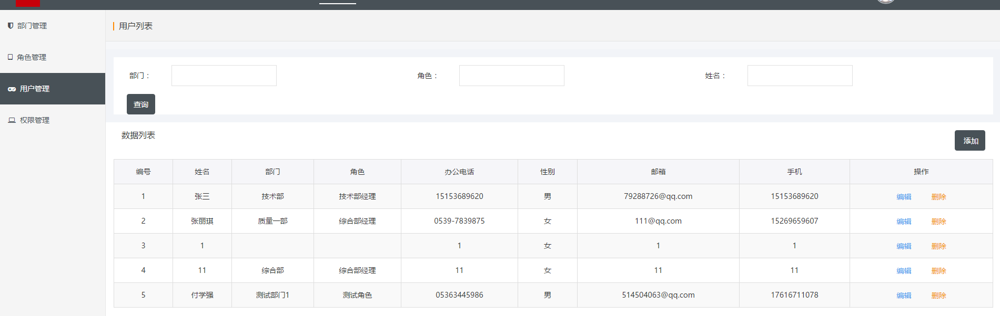 部门管理
角色管理
用户管理
权限管理
用户列表
部门： 角色： 姓名：
查询
数据列表 添加
编号 姓名 部门 角色 办公电话 性别 邮箱 手机 操作
1 张三 技术部 技术部经理 15153689620 男 79288726@qq.com 15153689620 编辑 删除
2 张丽琪 质量一部 综合部经理 0539-7839875 女 111@qq.com 15269659607 编辑 删除
3 1 1 女 1 1 编辑 删除
4 11 综合部 综合部经理 11 女 11 11 编辑 删除
5 付学强 测试部门1 测试角色 05363445986 男 514504063@qq.com 17616711078 编辑 删除